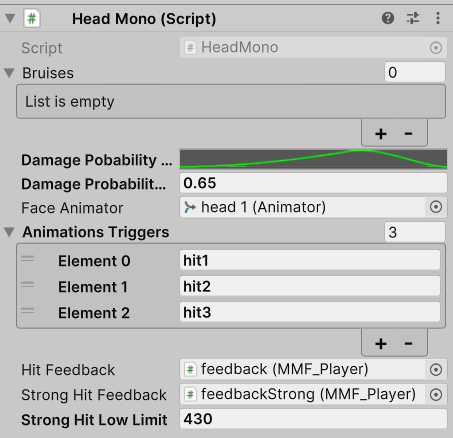 Head Mono (Script)
Script HeadMono
Bruises 0
List is empty
+ -
Damage Pobability ...
Damage Probabilit... 0.65
Face Animator head 1 (Animator)
Animations Triggers 3
Element 0 hit1
Element 1 hit2
Element 2 hit3
+ -
Hit Feedback feedback (MMF_Player)
Strong Hit Feedback feedbackStrong (MMF_Player)
Strong Hit Low Limit 430